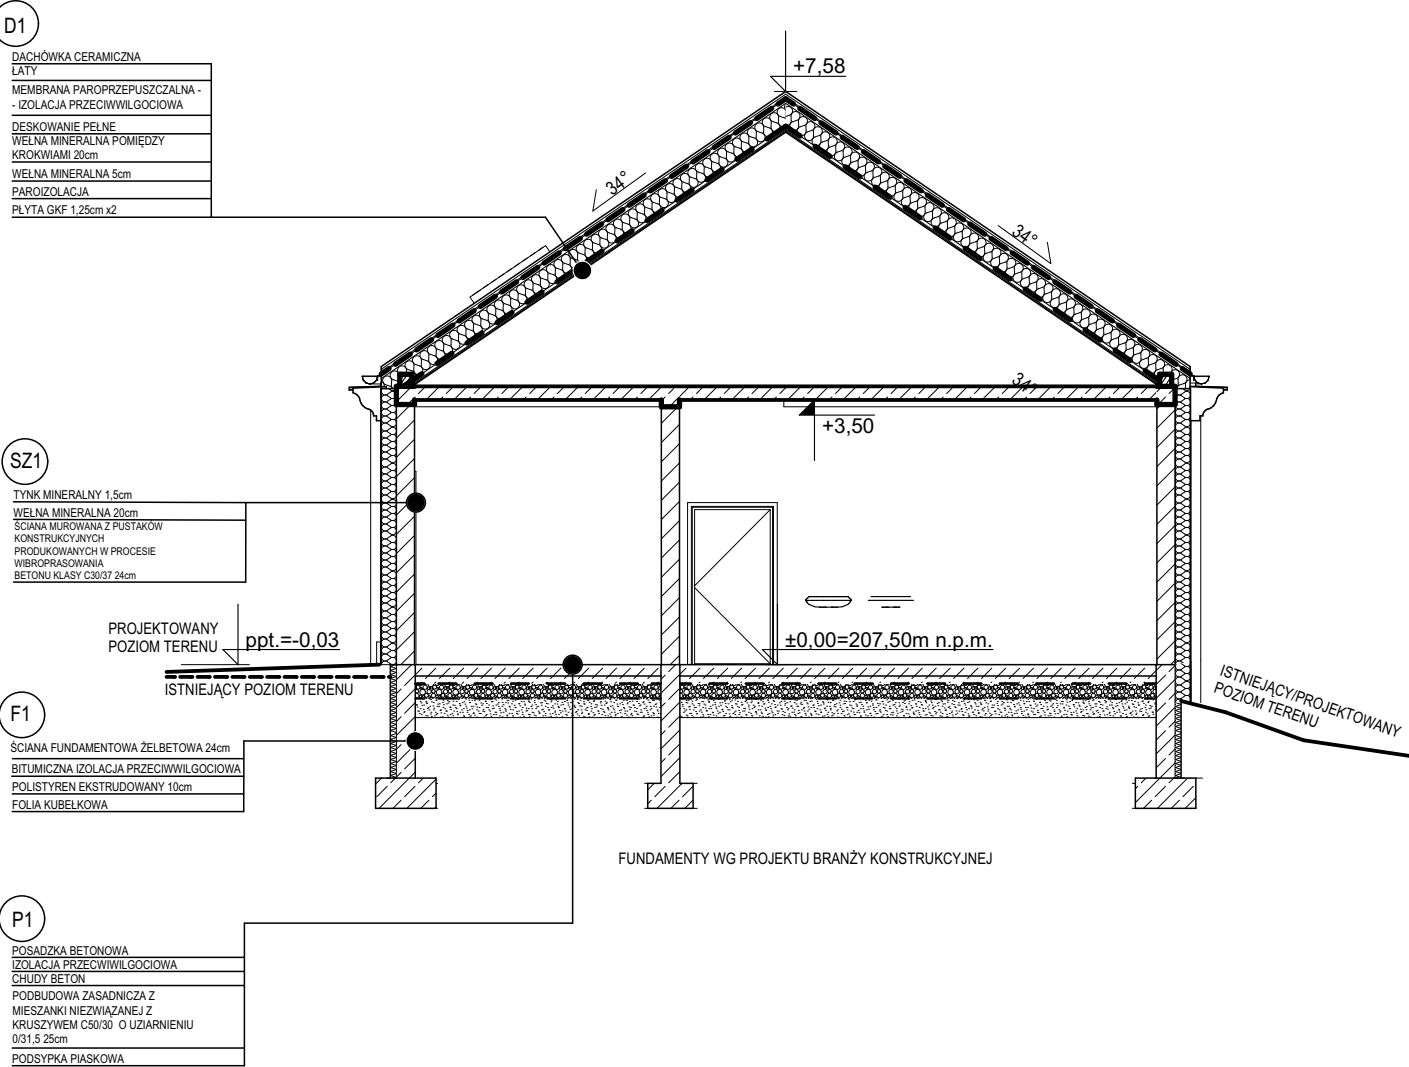 D1
DACHÓWKA CERAMICZNA
ŁATY
MEMBRANA PAROPRZEPUSZCZALNA -
- IZOLACJA PRZECIWWILGOCIOWA
DESKOWANIE PEŁNE
WEŁNA MINERALNA POMIĘDZY
KROKWIAMI 20cm
WEŁNA MINERALNA 5cm
PAROIZOLACJA
PŁYTA GKF 1,25cm x2
+7,58
34°
34°
34°
+3,50
SZ1
TYNK MINERALNY 1,5cm
WEŁNA MINERALNA 20cm
ŚCIANA MUROWANA Z PUSTAKÓW
KONSTRUKCYJNYCH
PRODUKOWANYCH W PROCESIE
WIBROPRASOWANIA
BETONU KLASY C30/37 24cm
PROJEKTOWANY
POZIOM TERENU
ppt.=-0,03
ISTNIEJĄCY POZIOM TERENU
±0,00=207,50m n.p.m.
ISTNIEJĄCY/PROJEKTOWANY
POZIOM TERENU
F1
ŚCIANA FUNDAMENTOWA ŻELBETOWA 24cm
BITUMICZNA IZOLACJA PRZECIWWILGOCIOWA
POLISTYREN EKSTRUDOWANY 10cm
FOLIA KUBEŁKOWA
FUNDAMENTY WG PROJEKTU BRANŻY KONSTRUKCYJNEJ
P1
POSADZKA BETONOWA
IZOLACJA PRZECWIWILGOCIOWA
CHUDY BETON
PODBUDOWA ZASADNICZA Z
MIESZANKI NIEZWIĄZANEJ Z
KRUSZYWEM C50/30 O UZIARNIENIU
0/31,5 25cm
PODSYPKA PIASKOWA